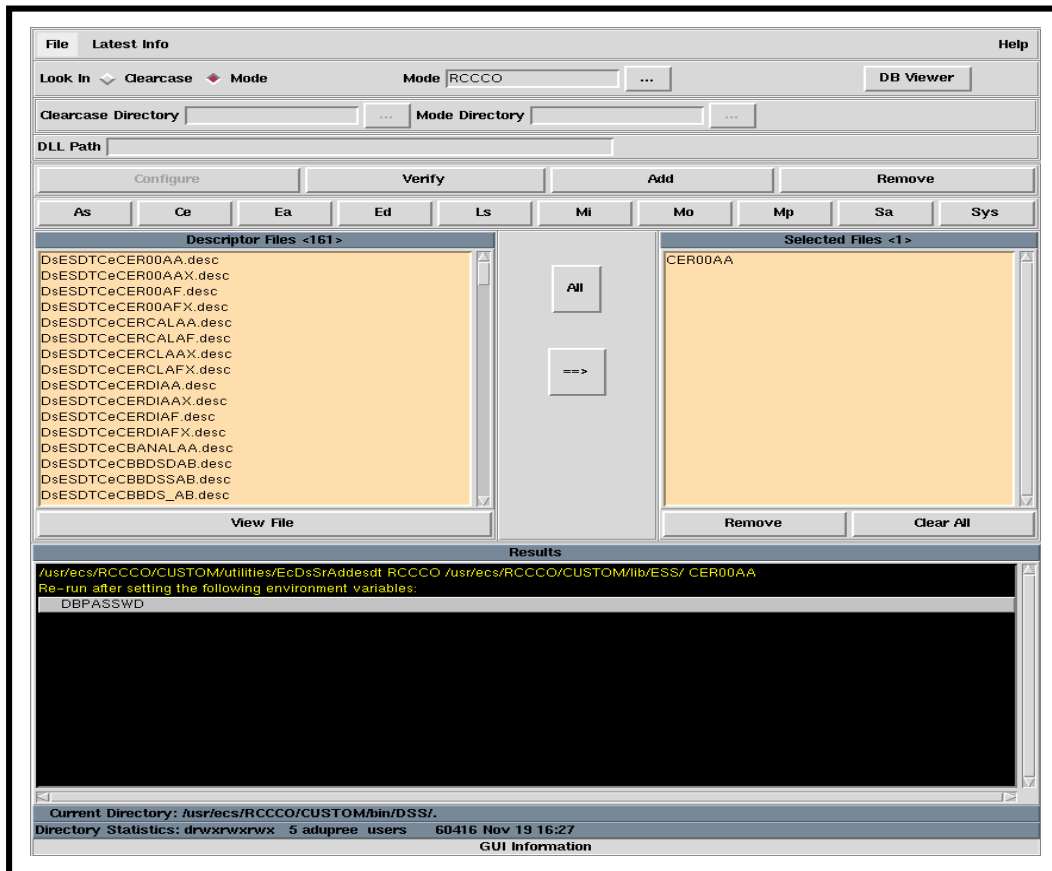 File Latest Info Help
Look In Clearcase Mode Mode RCCCO ... DB Viewer
Clearcase Directory ... Mode Directory ...
DLL Path
Configure Verify Add Remove
As Ce Ea Ed Ls Mi Mo Mp Sa Sys
Descriptor Files <161> Selected Files <1>
DsESDTCeCER00AA.desc CER00AA
DsESDTCeCER00AAX.desc
DsESDTCeCER00AF.desc
DsESDTCeCER00AFX.desc
DsESDTCeCERCALAA.desc
DsESDTCeCERCALAF.desc
DsESDTCeCERCLAAX.desc
DsESDTCeCERCLAFX.desc
DsESDTCeCERDIAA.desc
DsESDTCeCERDIAAX.desc
DsESDTCeCERDIAF.desc
DsESDTCeCERDIAFX.desc
DsESDTCeCBANALAA.desc
DsESDTCeCBBDSDAB.desc
DsESDTCeCBBDSSAB.desc
DsESDTCeCBBDS_AB.desc
All
==>
View File Remove Clear All
Results
/usr/ecs/RCCCO/CUSTOM/utilities/EcDsSrAddesdt RCCCO /usr/ecs/RCCCO/CUSTOM/lib/ESS/ CER00AA
Re-run after setting the following environment variables:
DBPASSWD
Current Directory: /usr/ecs/RCCCO/CUSTOM/bin/DSS/.
Directory Statistics: drwxrwxrwx 5 adupree users 60416 Nov 19 16:27
GUI Information